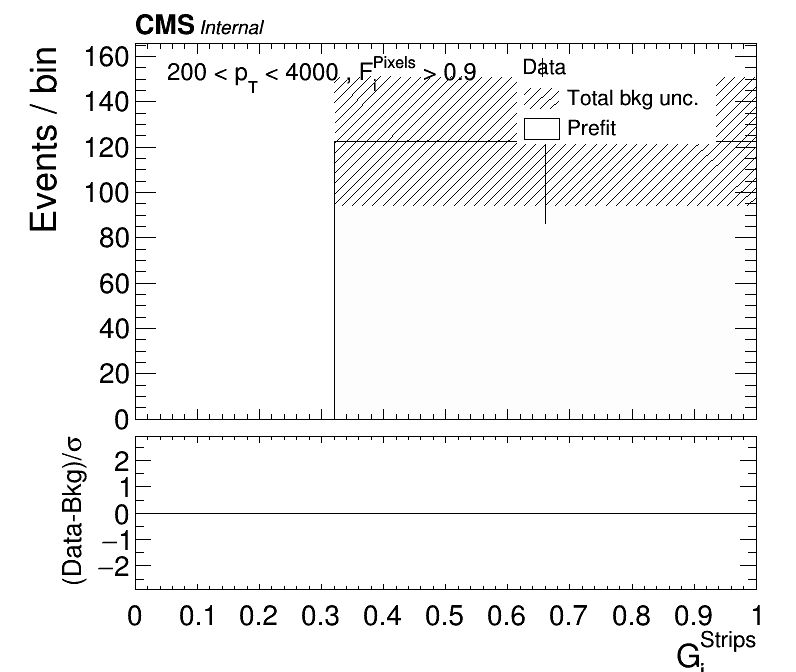 CMS Internal
200 < p_T < 4000 , F_i^Pixels > 0.9
Data
Total bkg unc.
Prefit
Events / bin
160
140
120
100
80
60
40
20
0
(Data-Bkg)/σ
2
1
0
−1
−2
0 0.1 0.2 0.3 0.4 0.5 0.6 0.7 0.8 0.9 1
G_i^Strips